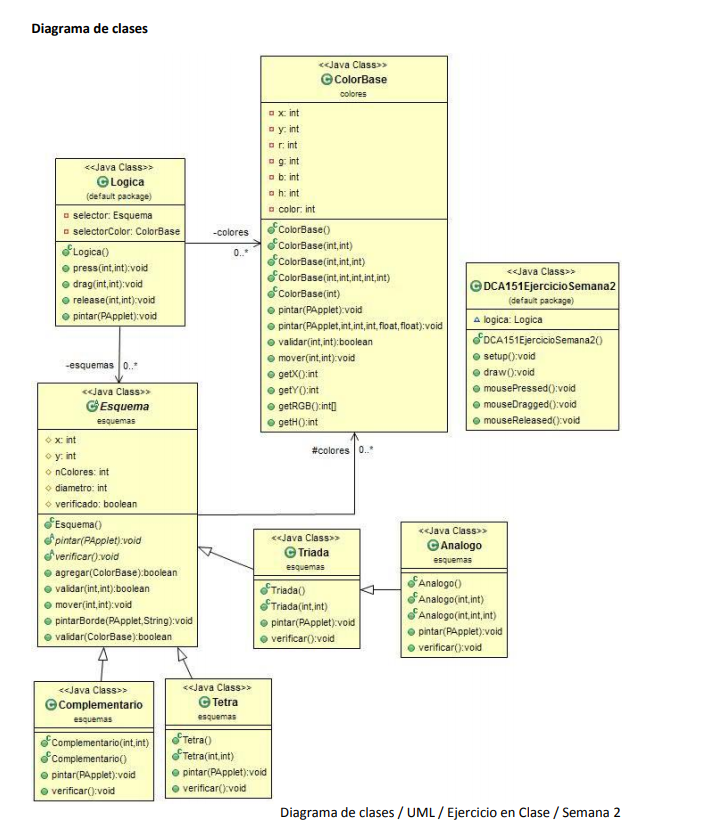 Diagrama de clases
<<Java Class>>
ColorBase
colores
x: int
y: int
r: int
g: int
b: int
h: int
color: int
ColorBase()
ColorBase(int,int)
ColorBase(int,int,int)
ColorBase(int,int,int,int,int)
ColorBase(int)
pintar(PApplet):void
pintar(PApplet,int,int,int,float,float):void
validar(int,int):boolean
mover(int,int):void
getX():int
getY():int
getRGB():int[]
getH():int
<<Java Class>>
Logica
(default package)
selector: Esquema
selectorColor: ColorBase
Logica()
press(int,int):void
drag(int,int):void
release(int,int):void
pintar(PApplet):void
-colores
0..*
<<Java Class>>
DCA151EjercicioSemana2
(default package)
logica: Logica
DCA151EjercicioSemana2()
setup():void
draw():void
mousePressed():void
mouseDragged():void
mouseReleased():void
-esquemas 0..*
<<Java Class>>
Esquema
esquemas
x: int
y: int
nColores: int
diametro: int
verificado: boolean
Esquema()
pintar(PApplet):void
verificar():void
agregar(ColorBase):boolean
validar(int,int):boolean
mover(int,int):void
pintarBorde(PApplet,String):void
validar(ColorBase):boolean
#colores 0..*
<<Java Class>>
Triada
esquemas
Triada()
Triada(int,int)
pintar(PApplet):void
verificar():void
<<Java Class>>
Analogo
esquemas
Analogo()
Analogo(int,int)
Analogo(int,int,int)
pintar(PApplet):void
verificar():void
<<Java Class>>
Complementario
esquemas
Complementario(int,int)
Complementario()
pintar(PApplet):void
verificar():void
<<Java Class>>
Tetra
esquemas
Tetra()
Tetra(int,int)
pintar(PApplet):void
verificar():void
Diagrama de clases / UML / Ejercicio en Clase / Semana 2